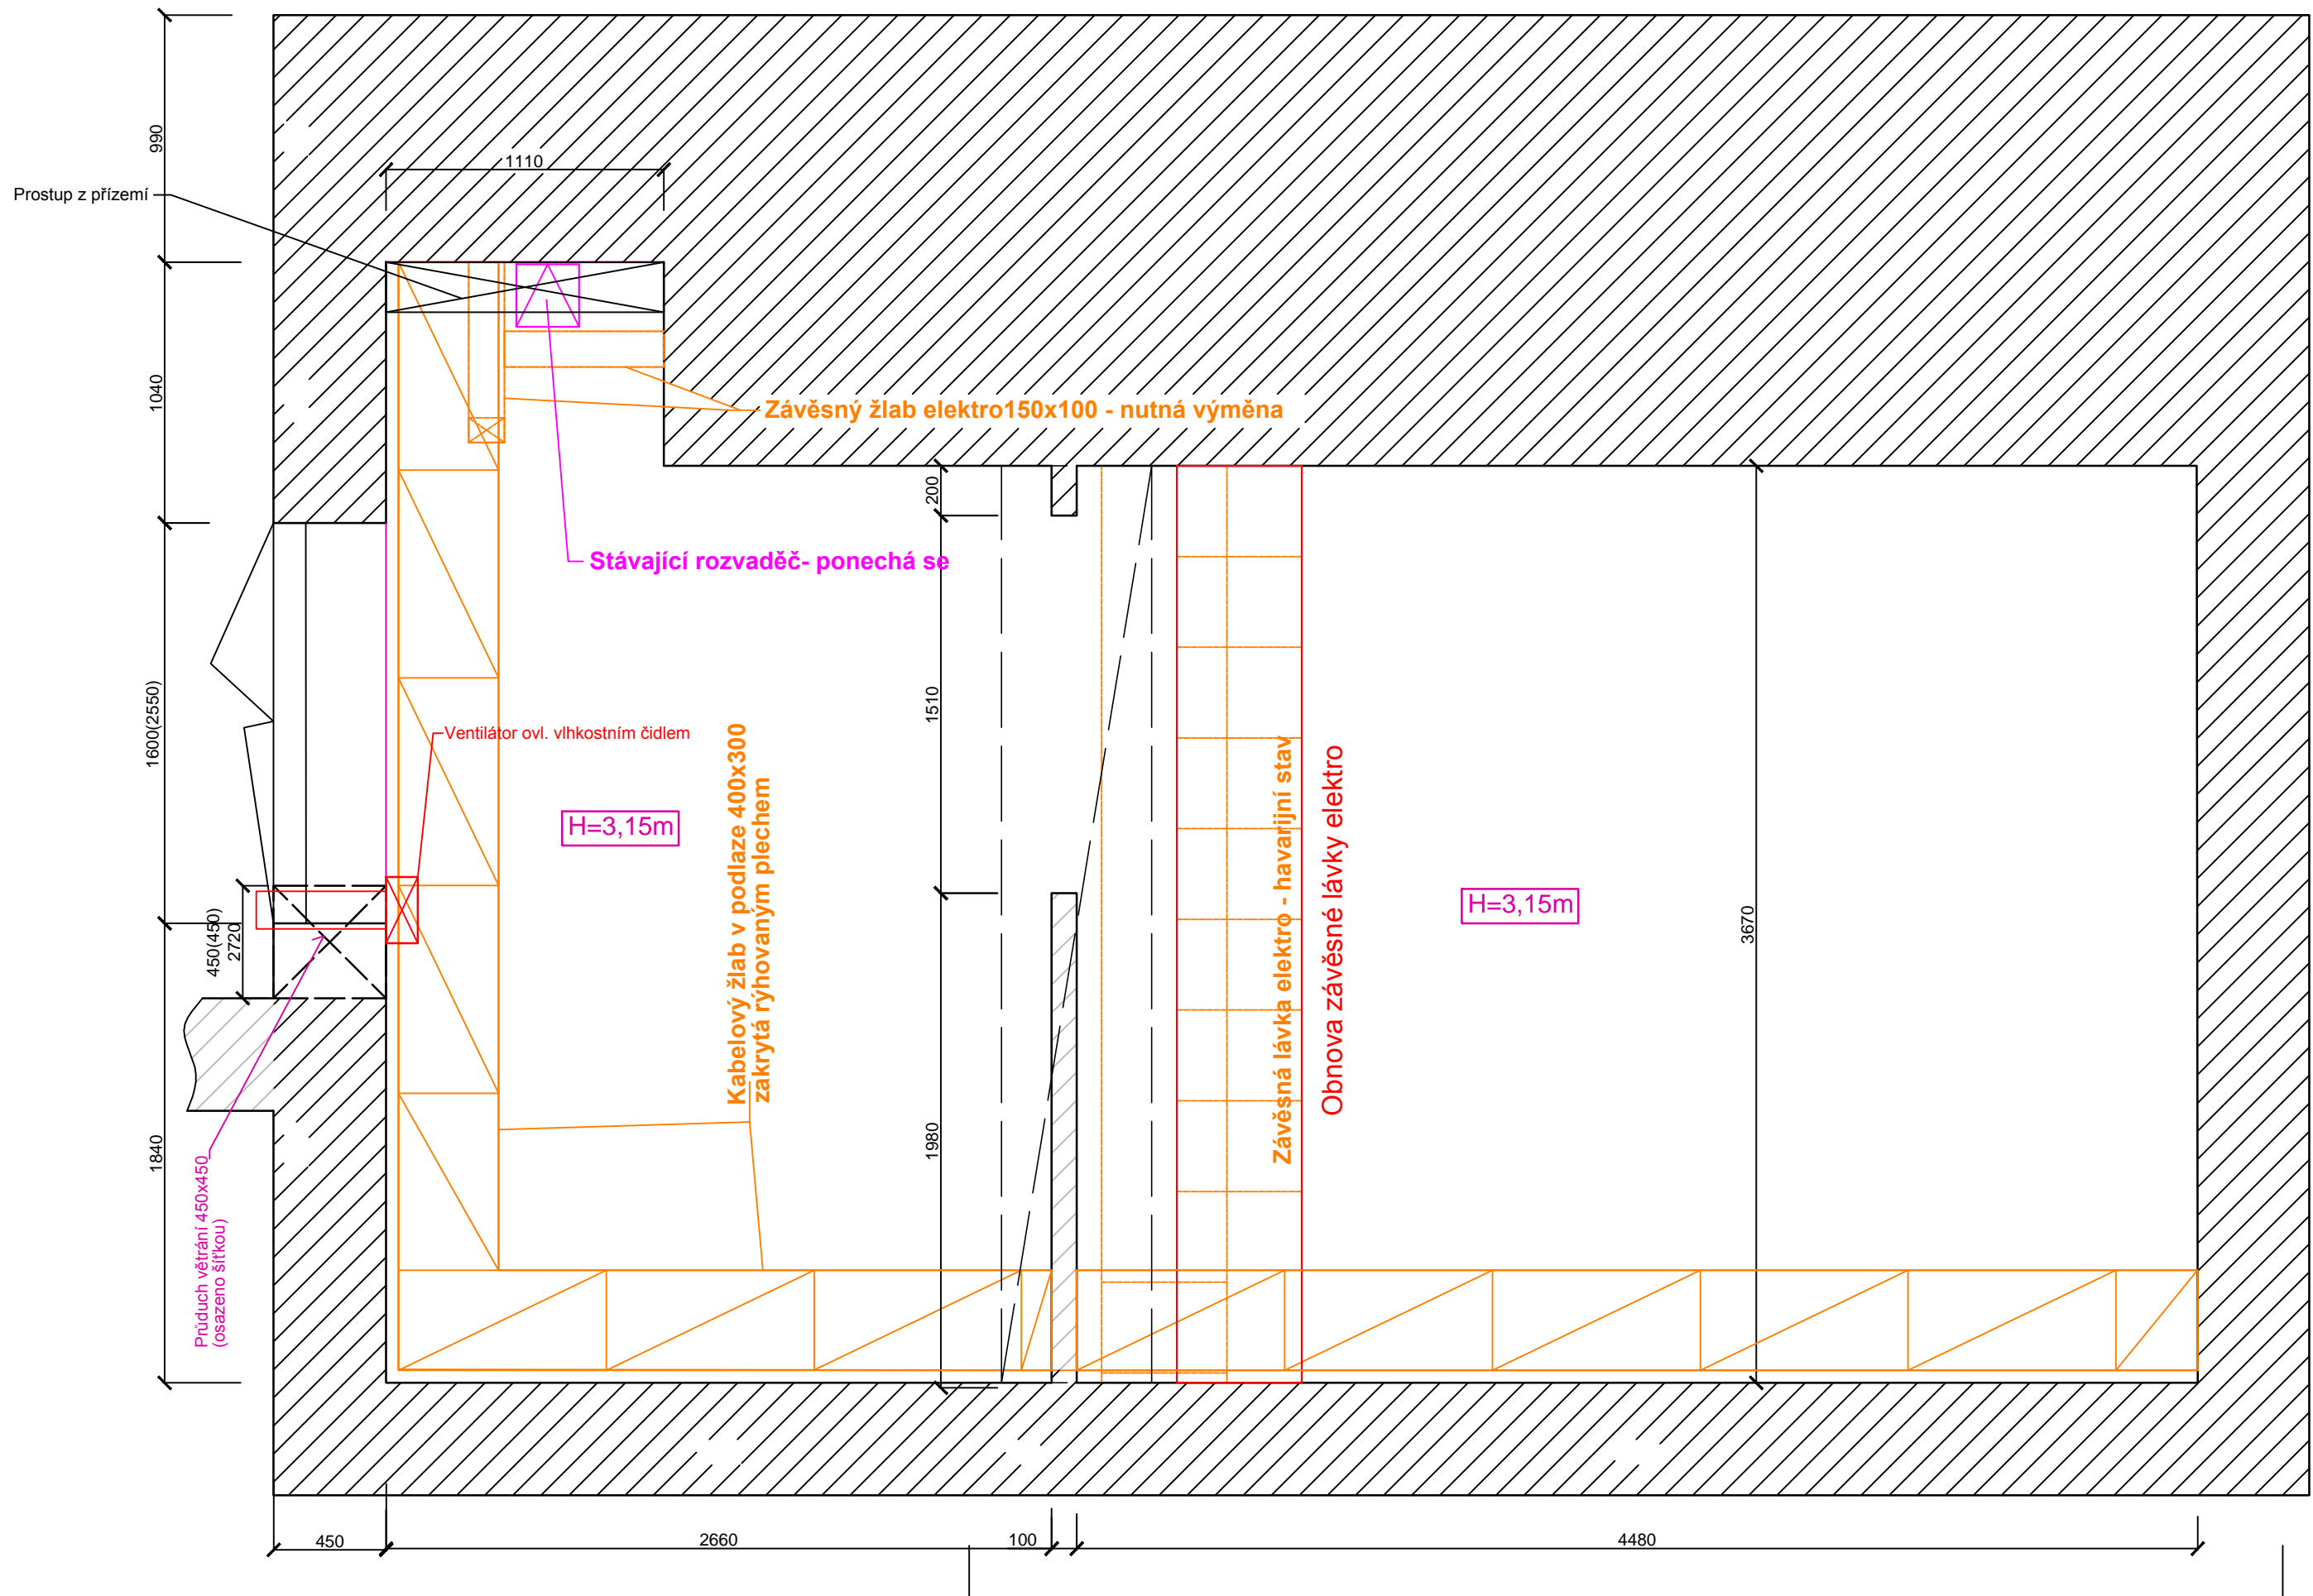 990
1110
Prostup z přízemí
1040
Závěsný žlab elektro150x100 - nutná výměna
200
Stávající rozvaděč- ponechá se
1600(2550)
1510
Ventilátor ovl. vlhkostním čidlem
Kabelový žlab v podlaze 400x300
zakrytá rýhovaným plechem
H=3,15m
Závěsná lávka elektro - havarijní stav
Obnova závěsné lávky elektro
H=3,15m
3670
450(450)
2720
1840
1980
Průduch větrání 450x450
(osazeno šíťkou)
450
2660
100
4480